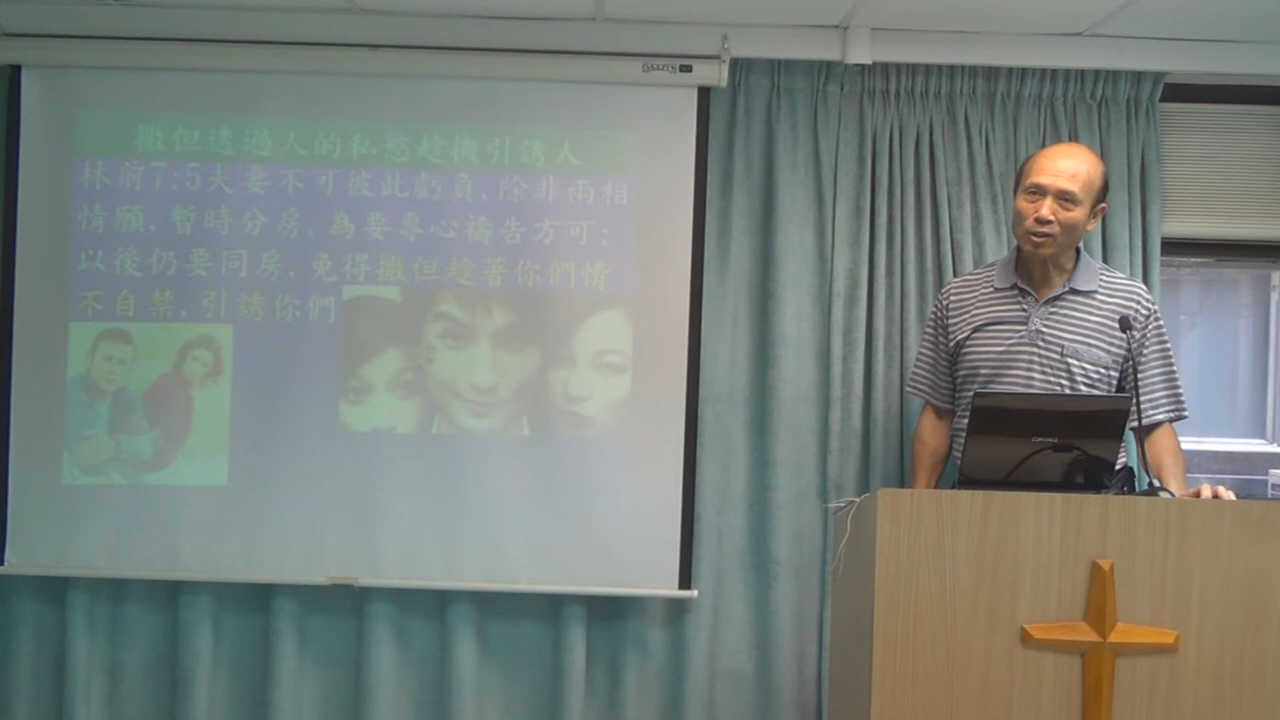 DA-LITE
撒但透過人的私慾趁機引誘人
林前7:5夫妻不可彼此虧負,除非兩相
情願,暫時分房,為要專心禱告方可;
以後仍要同房,免得撒但趁著你們情
不自禁,引誘你們